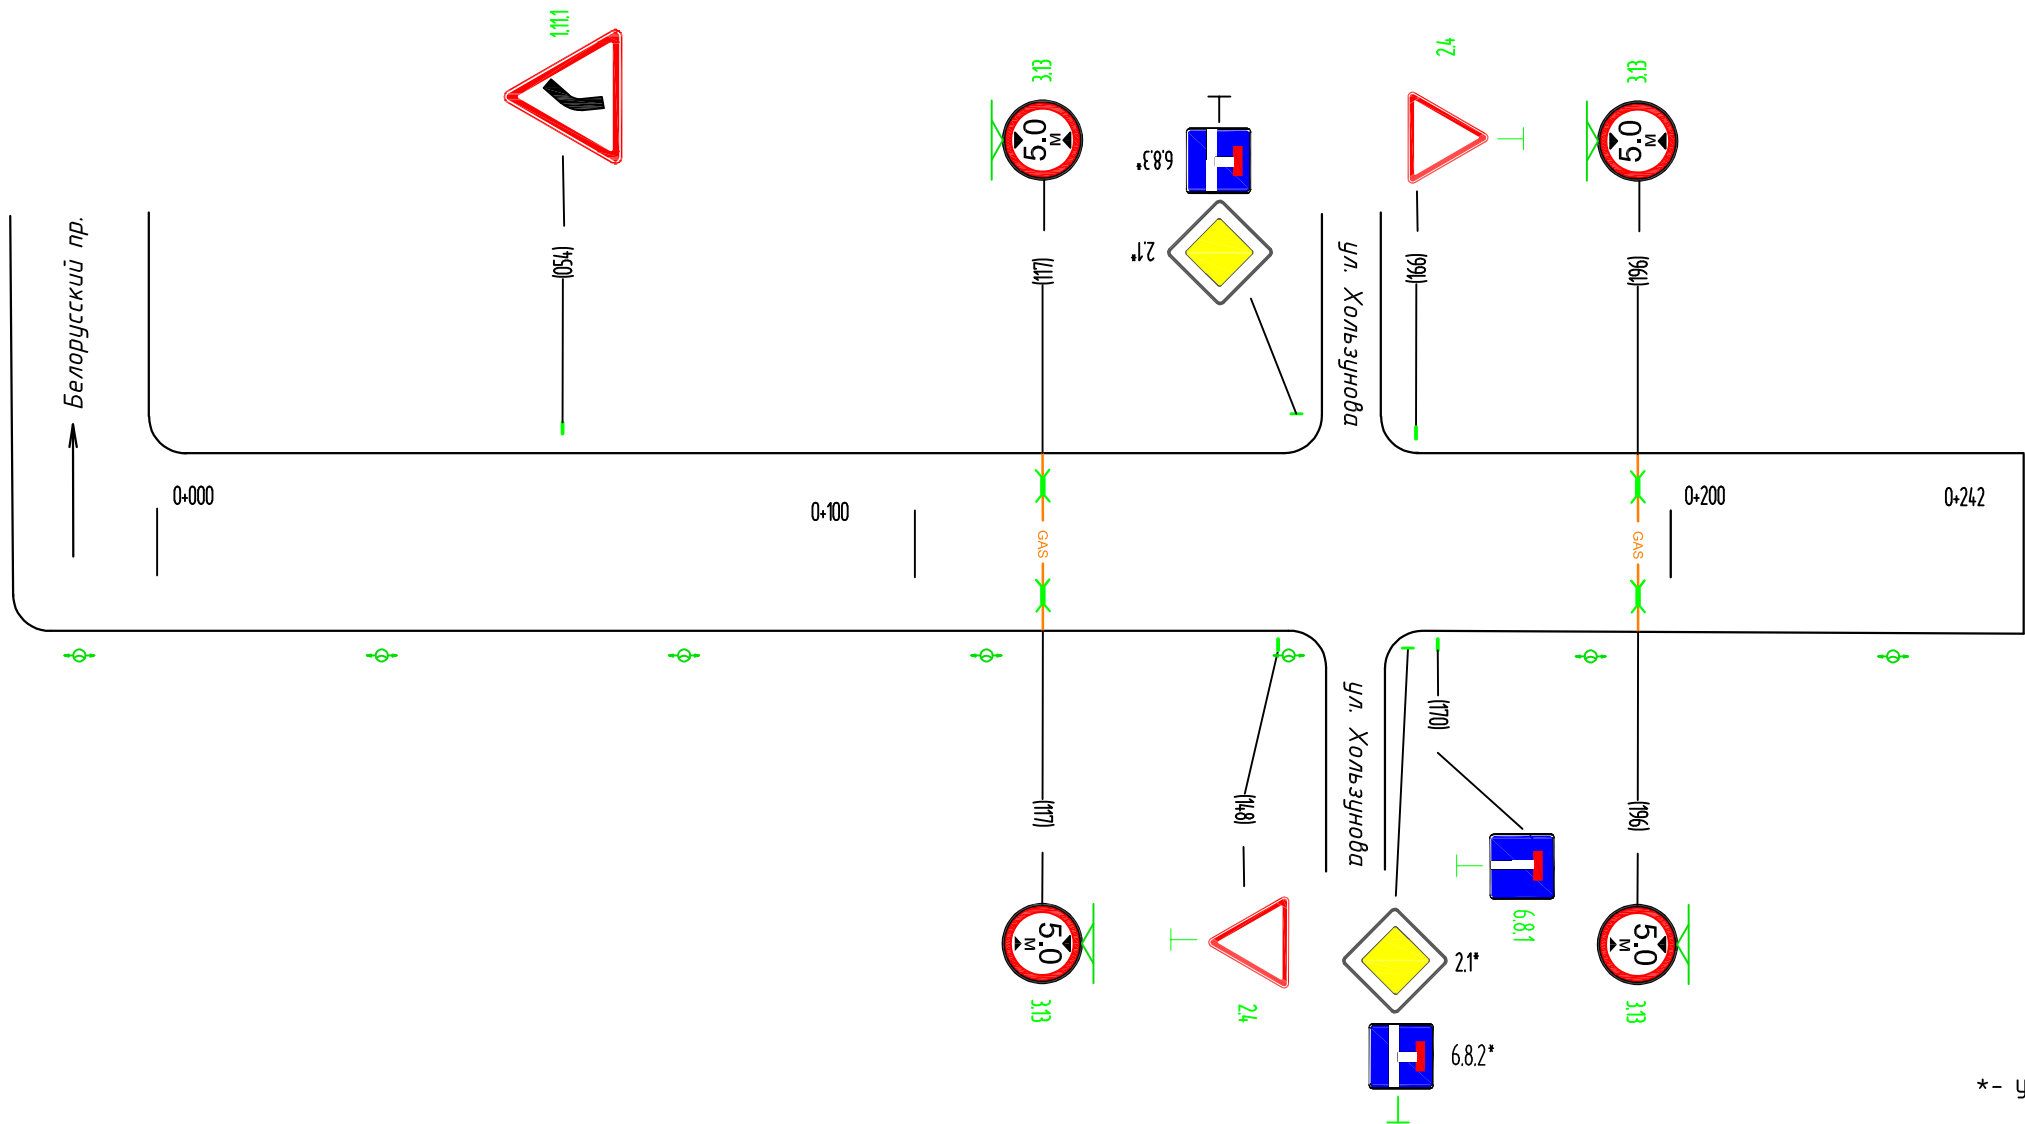 1.11.1
3.13
2.4
3.13
5.0
м
5.0
м
6.8.3*
2.1*
(054)
(117)
(166)
(196)
Белорусский пр.
ул. Хользунова
0+000
0+100
0+200
0+242
GAS
GAS
ул. Хользунова
(170)
(117)
(148)
(196)
5.0
м
5.0
м
6.8.1
2.1*
3.13
2.4
3.13
6.8.2*
*- У